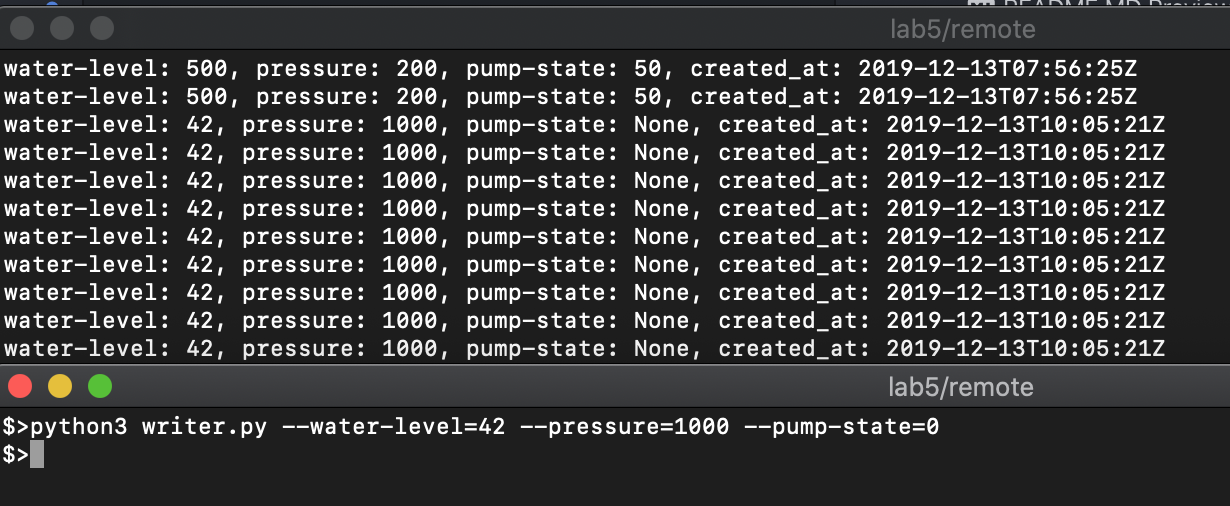 README.MD Preview
lab5/remote
water-level: 500, pressure: 200, pump-state: 50, created_at: 2019-12-13T07:56:25Z
water-level: 500, pressure: 200, pump-state: 50, created_at: 2019-12-13T07:56:25Z
water-level: 42, pressure: 1000, pump-state: None, created_at: 2019-12-13T10:05:21Z
water-level: 42, pressure: 1000, pump-state: None, created_at: 2019-12-13T10:05:21Z
water-level: 42, pressure: 1000, pump-state: None, created_at: 2019-12-13T10:05:21Z
water-level: 42, pressure: 1000, pump-state: None, created_at: 2019-12-13T10:05:21Z
water-level: 42, pressure: 1000, pump-state: None, created_at: 2019-12-13T10:05:21Z
water-level: 42, pressure: 1000, pump-state: None, created_at: 2019-12-13T10:05:21Z
water-level: 42, pressure: 1000, pump-state: None, created_at: 2019-12-13T10:05:21Z
water-level: 42, pressure: 1000, pump-state: None, created_at: 2019-12-13T10:05:21Z
water-level: 42, pressure: 1000, pump-state: None, created_at: 2019-12-13T10:05:21Z
lab5/remote
$>python3 writer.py --water-level=42 --pressure=1000 --pump-state=0
$>